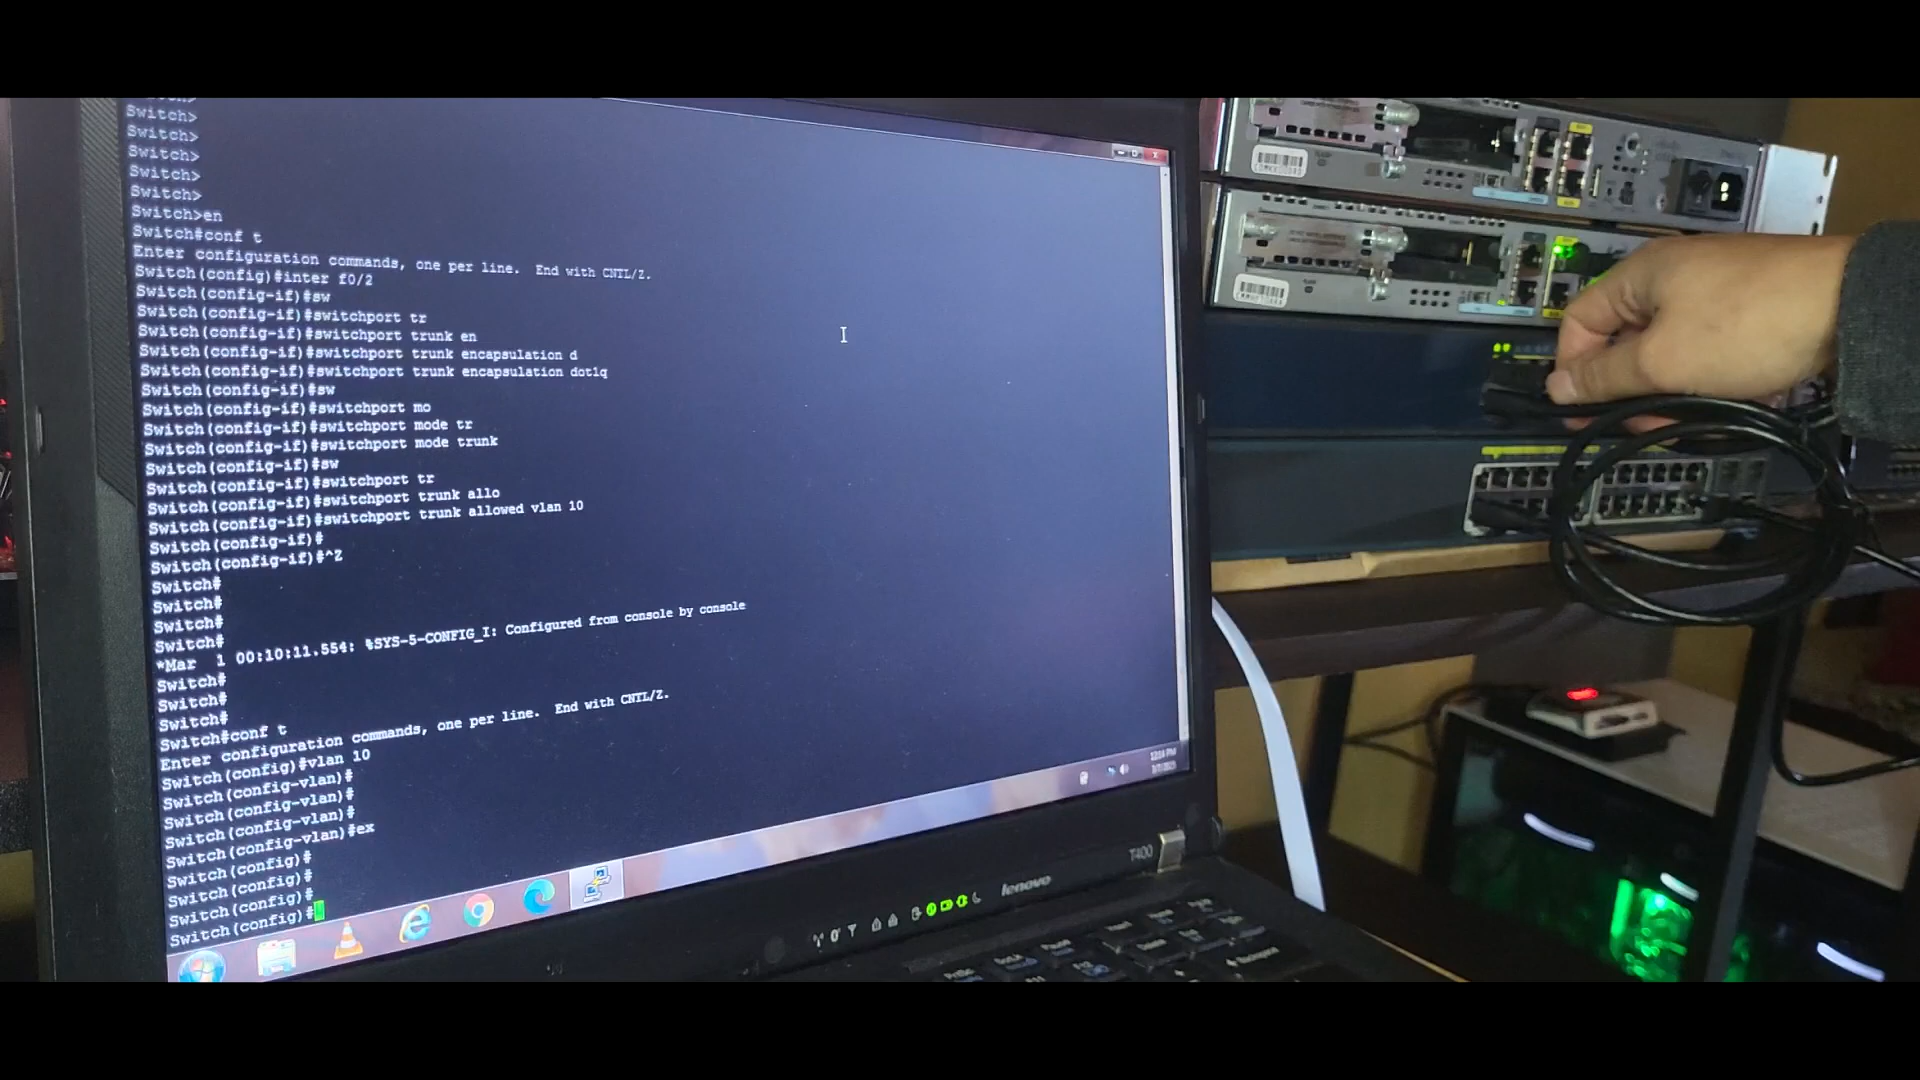 Switch>
Switch>
Switch>
Switch>
Switch>
Switch>en
Switch#conf t
Enter configuration commands, one per line.  End with CNTL/Z.
Switch(config)#inter f0/2
Switch(config-if)#sw
Switch(config-if)#switchport tr
Switch(config-if)#switchport trunk en
Switch(config-if)#switchport trunk encapsulation d
Switch(config-if)#switchport trunk encapsulation dot1q
Switch(config-if)#sw
Switch(config-if)#switchport mo
Switch(config-if)#switchport mode tr
Switch(config-if)#switchport mode trunk
Switch(config-if)#sw
Switch(config-if)#switchport tr
Switch(config-if)#switchport trunk allo
Switch(config-if)#switchport trunk allowed vlan 10
Switch(config-if)#
Switch(config-if)#^Z
Switch#
Switch#
Switch#
Switch#
*Mar  1 00:10:11.554: %SYS-5-CONFIG_I: Configured from console by console
Switch#
Switch#
Switch#
Switch#conf t
Enter configuration commands, one per line.  End with CNTL/Z.
Switch(config)#vlan 10
Switch(config-vlan)#
Switch(config-vlan)#
Switch(config-vlan)#
Switch(config-vlan)#ex
Switch(config)#
Switch(config)#
Switch(config)#
Switch(config)#
T400
lenovo